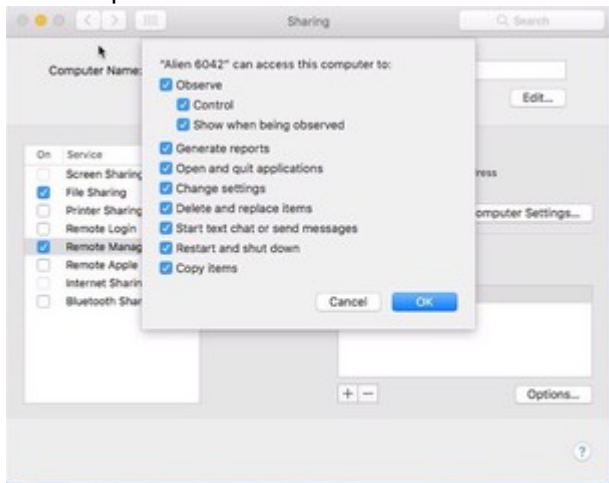 Sharing
Search
Computer Name:
Edit...
"Alien 6042" can access this computer to:
Observe
Control
Show when being observed
Generate reports
Open and quit applications
Change settings
Delete and replace items
Start text chat or send messages
Restart and shut down
Copy items
Cancel
OK
On Service
Screen Sharing
File Sharing
Printer Sharing
Remote Login
Remote Manag
Remote Apple
Internet Sharin
Bluetooth Shar
ress
omputer Settings...
+ −
Options...
?